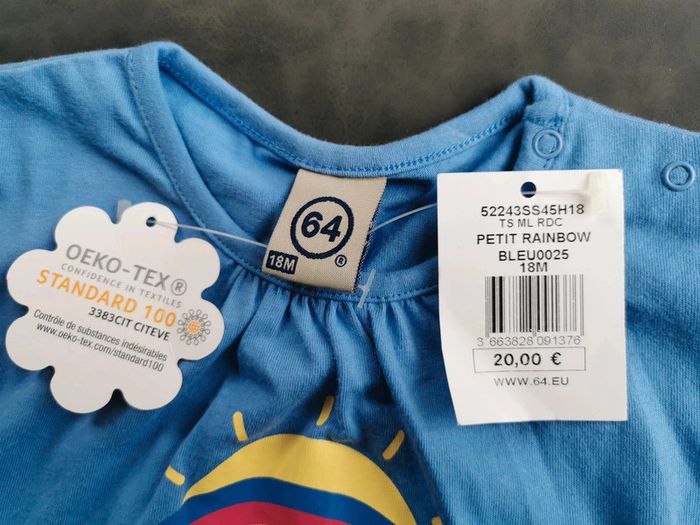 64
®
18M
OEKO-TEX®
CONFIDENCE IN TEXTILES
STANDARD 100
3383CIT CITEVE
Contrôle de substances indésirables
www.oeko-tex.com/standard100
52243SS45H18
TS ML RDC
PETIT RAINBOW
BLEU0025
18M
3 663828 091376
20,00 €
WWW.64.EU